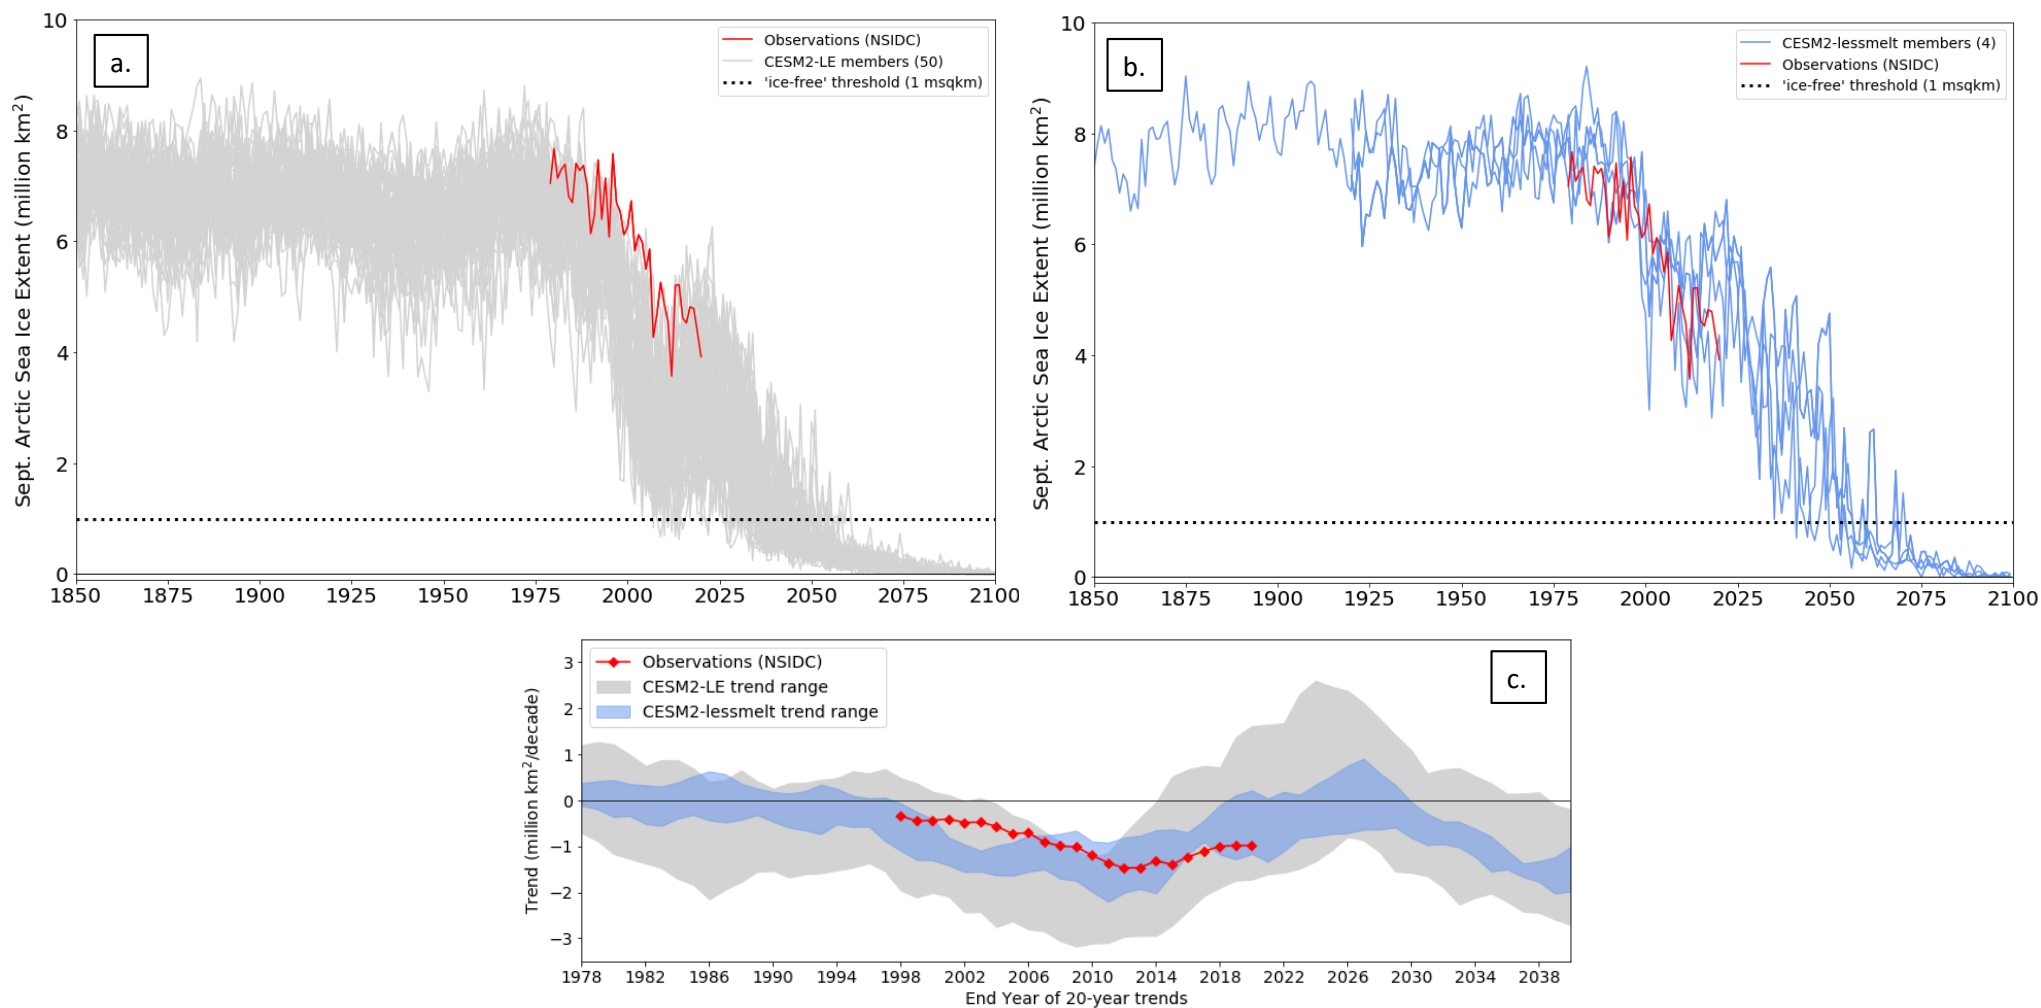 a.
Observations (NSIDC)
CESM2-LE members (50)
'ice-free' threshold (1 msqkm)
Sept. Arctic Sea Ice Extent (million km²)
10
8
6
4
2
0
1850 1875 1900 1925 1950 1975 2000 2025 2050 2075 2100
b.
CESM2-lessmelt members (4)
Observations (NSIDC)
'ice-free' threshold (1 msqkm)
Sept. Arctic Sea Ice Extent (million km²)
10
8
6
4
2
0
1850 1875 1900 1925 1950 1975 2000 2025 2050 2075 2100
c.
Observations (NSIDC)
CESM2-LE trend range
CESM2-lessmelt trend range
Trend (million km²/decade)
3
2
1
0
−1
−2
−3
1978 1982 1986 1990 1994 1998 2002 2006 2010 2014 2018 2022 2026 2030 2034 2038
End Year of 20-year trends